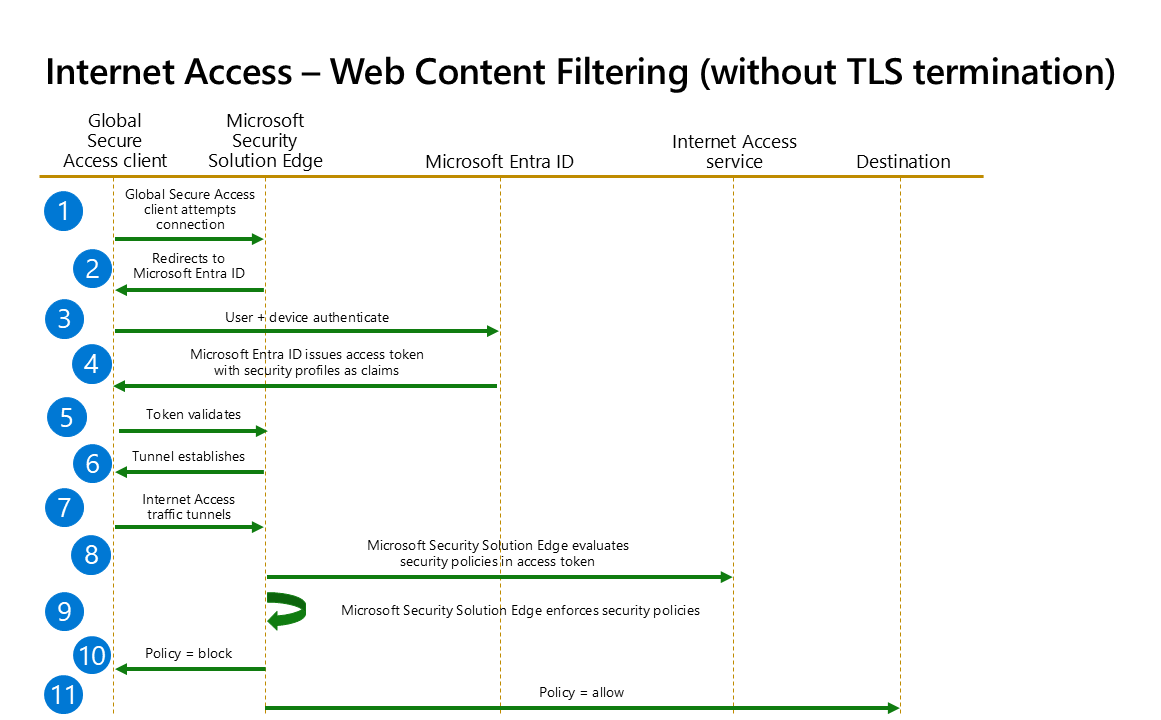 Internet Access – Web Content Filtering (without TLS termination)
Global
Secure
Access client
Microsoft
Security
Solution Edge
Microsoft Entra ID
Internet Access
service
Destination
1
Global Secure Access
client attempts
connection
2
Redirects to
Microsoft Entra ID
3
User + device authenticate
4
Microsoft Entra ID issues access token
with security profiles as claims
5
Token validates
6
Tunnel establishes
7
Internet Access
traffic tunnels
8
Microsoft Security Solution Edge evaluates
security policies in access token
9
Microsoft Security Solution Edge enforces security policies
10
Policy = block
11
Policy = allow